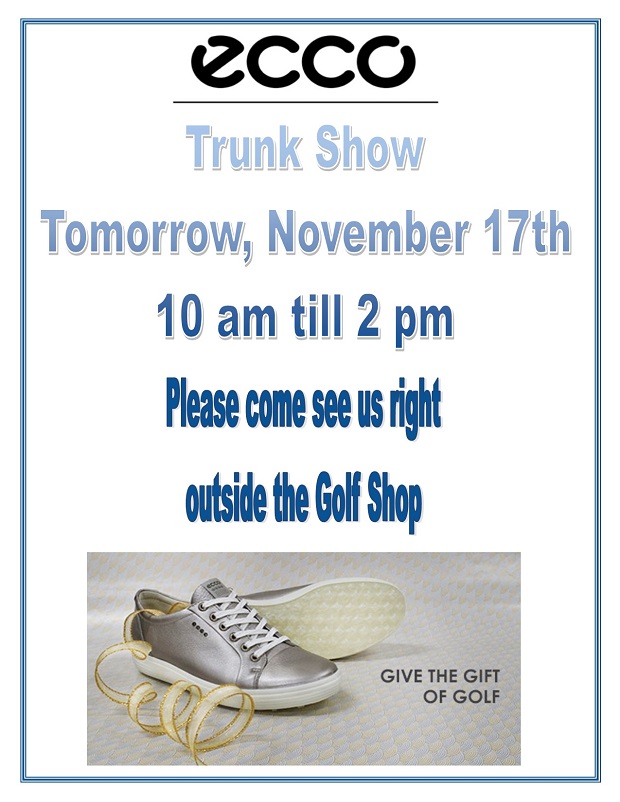 ecco
Trunk Show
Tomorrow, November 17th
10 am till 2 pm
Please come see us right
outside the Golf Shop
ecco
GIVE THE GIFT
OF GOLF